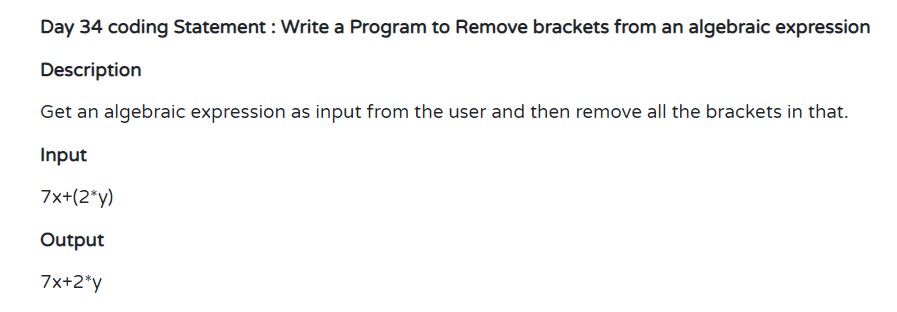 Day 34 coding Statement : Write a Program to Remove brackets from an algebraic expression
Description
Get an algebraic expression as input from the user and then remove all the brackets in that.
Input
7x+(2*y)
Output
7x+2*y